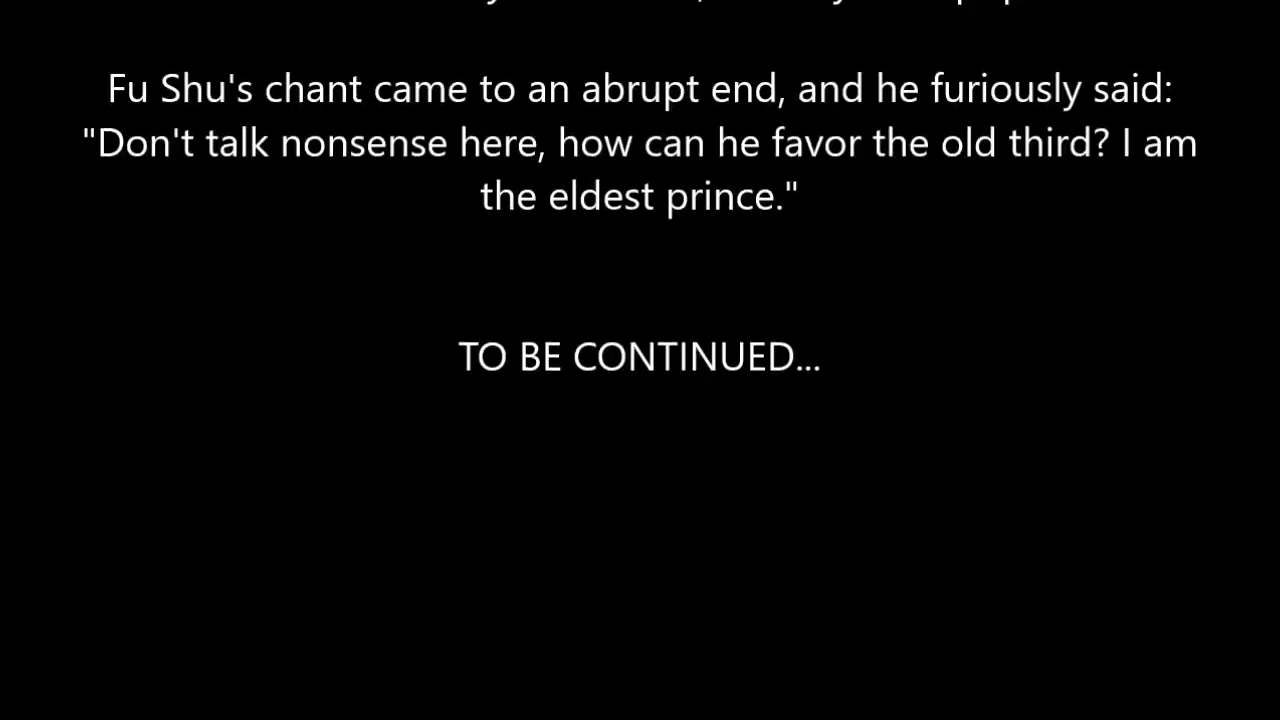 Fu Shu's chant came to an abrupt end, and he furiously said:
"Don't talk nonsense here, how can he favor the old third? I am
the eldest prince."
TO BE CONTINUED...